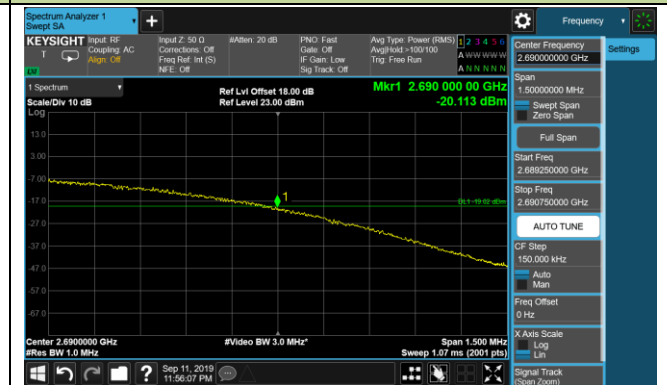 Spectrum Analyzer 1
Swept SA
Frequency
KEYSIGHT
Input: RF
Coupling: AC
Align: Off
Input Z: 50 Ω
Corrections: Off
Freq Ref: Int (S)
NFE: Off
#Atten: 20 dB
PNO: Fast
Gate: Off
IF Gain: Low
Sig Track: Off
Avg Type: Power (RMS)
Avg|Hold >100/100
Trig: Free Run
1 2 3 4 5 6
A W W W W W
A N N N N N
T
Center Frequency
2.690000000 GHz
Settings
1 Spectrum
Scale/Div 10 dB
Ref Lvl Offset 18.00 dB
Ref Level 23.00 dBm
Mkr1 2.690 000 00 GHz
-20.113 dBm
Log
13.0
3.00
-7.00
-17.0
-27.0
-37.0
-47.0
-57.0
-67.0
1
DL1 -19.02 dBm
Span
1.50000000 MHz
Swept Span
Zero Span
Full Span
Start Freq
2.689250000 GHz
Stop Freq
2.690750000 GHz
AUTO TUNE
CF Step
150.000 kHz
Auto
Man
Freq Offset
0 Hz
X Axis Scale
Log
Lin
Signal Track
(Span Zoom)
Center 2.6900000 GHz
#Res BW 1.0 MHz
#Video BW 3.0 MHz*
Span 1.500 MHz
Sweep 1.07 ms (2001 pts)
Sep 11, 2019
11:56:07 PM